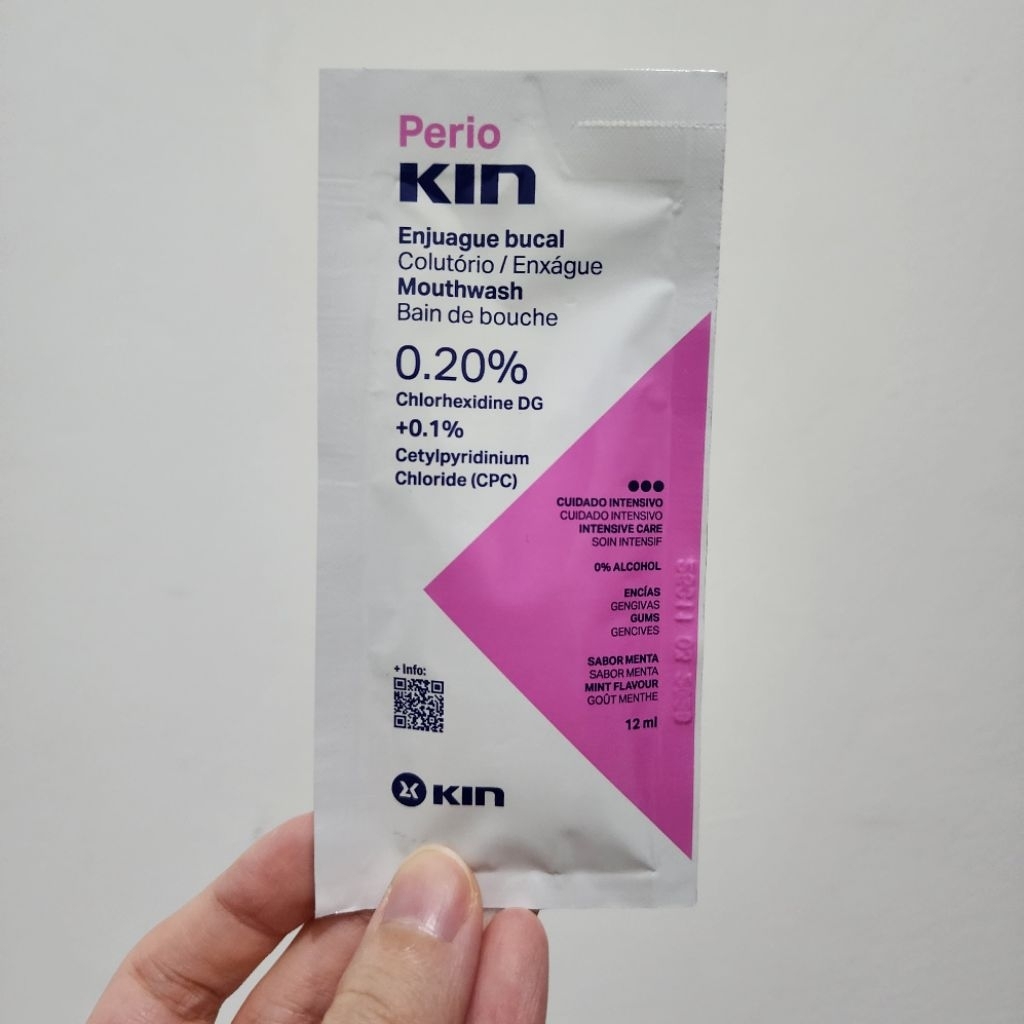 Perio
KIN
Enjuague bucal
Colutório / Enxágue
Mouthwash
Bain de bouche
0.20%
Chlorhexidine DG
+0.1%
Cetylpyridinium
Chloride (CPC)
CUIDADO INTENSIVO
CUIDADO INTENSIVO
INTENSIVE CARE
SOIN INTENSIF
0% ALCOHOL
ENCÍAS
GENGIVAS
GUMS
GENCIVES
SABOR MENTA
SABOR MENTA
MINT FLAVOUR
GOÛT MENTHE
12 ml
+ Info:
KIN